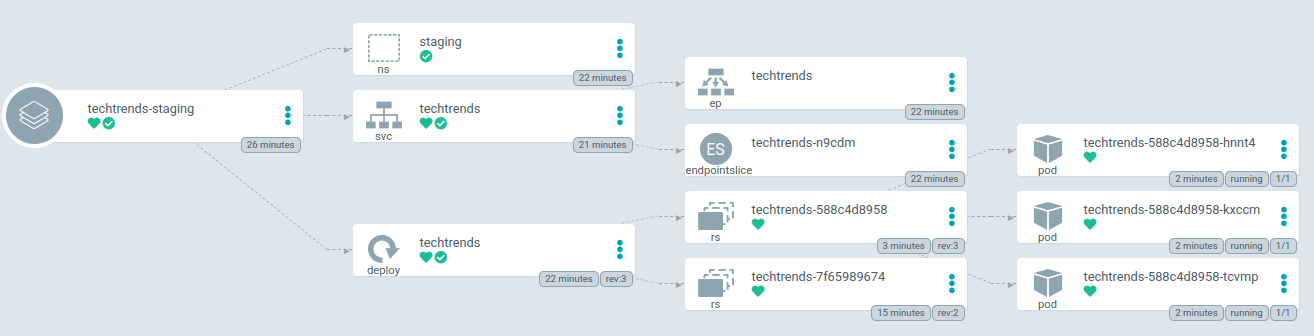 techtrends-staging
26 minutes
staging
ns
22 minutes
techtrends
svc
21 minutes
techtrends
deploy
22 minutes rev:3
techtrends
ep
22 minutes
ES
techtrends-n9cdm
endpointslice
22 minutes
techtrends-588c4d8958
rs
3 minutes rev:3
techtrends-7f65989674
rs
15 minutes rev:2
techtrends-588c4d8958-hnnt4
pod
2 minutes running 1/1
techtrends-588c4d8958-kxccm
pod
2 minutes running 1/1
techtrends-588c4d8958-tcvmp
pod
2 minutes running 1/1